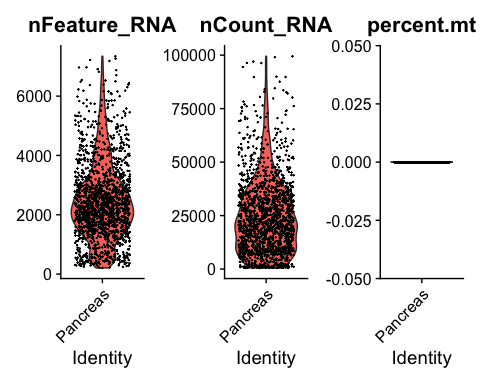 nFeature_RNA
6000
4000
2000
0
Pancreas
Identity
nCount_RNA
100000
75000
50000
25000
0
Pancreas
Identity
percent.mt
0.050
0.025
0.000
-0.025
-0.050
Pancreas
Identity